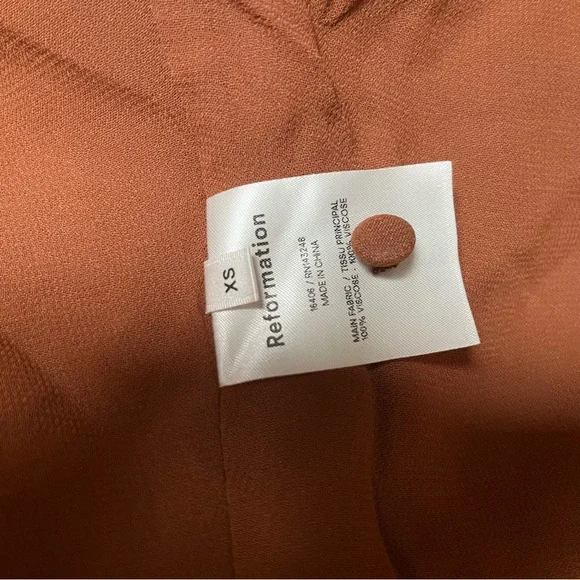 XS
Reformation
16406 / RN143248
MADE IN CHINA
MAIN FABRIC / TISSU PRINCIPAL
100% VISCOSE - 100% VISCOSE